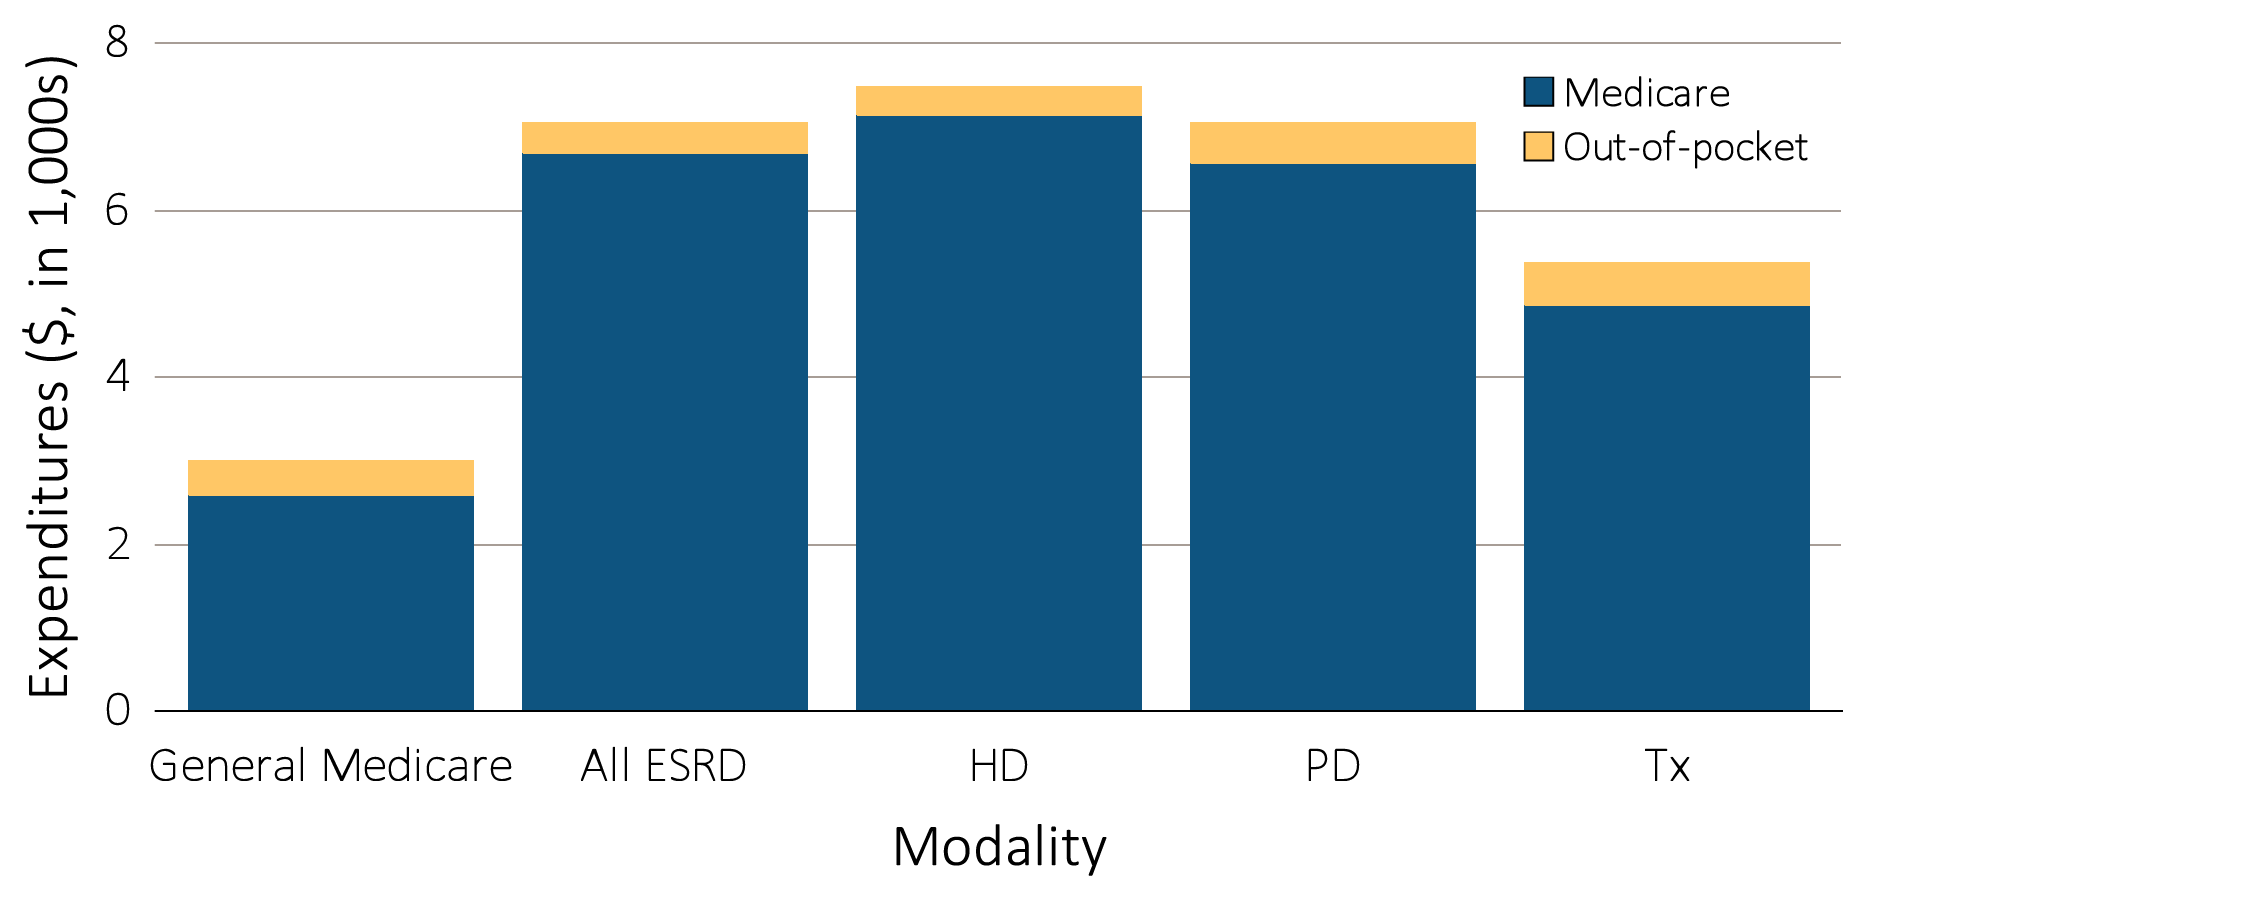 Expenditures ($, in 1,000s)
8
6
4
2
0
Medicare
Out-of-pocket
General Medicare
All ESRD
HD
PD
Tx
Modality